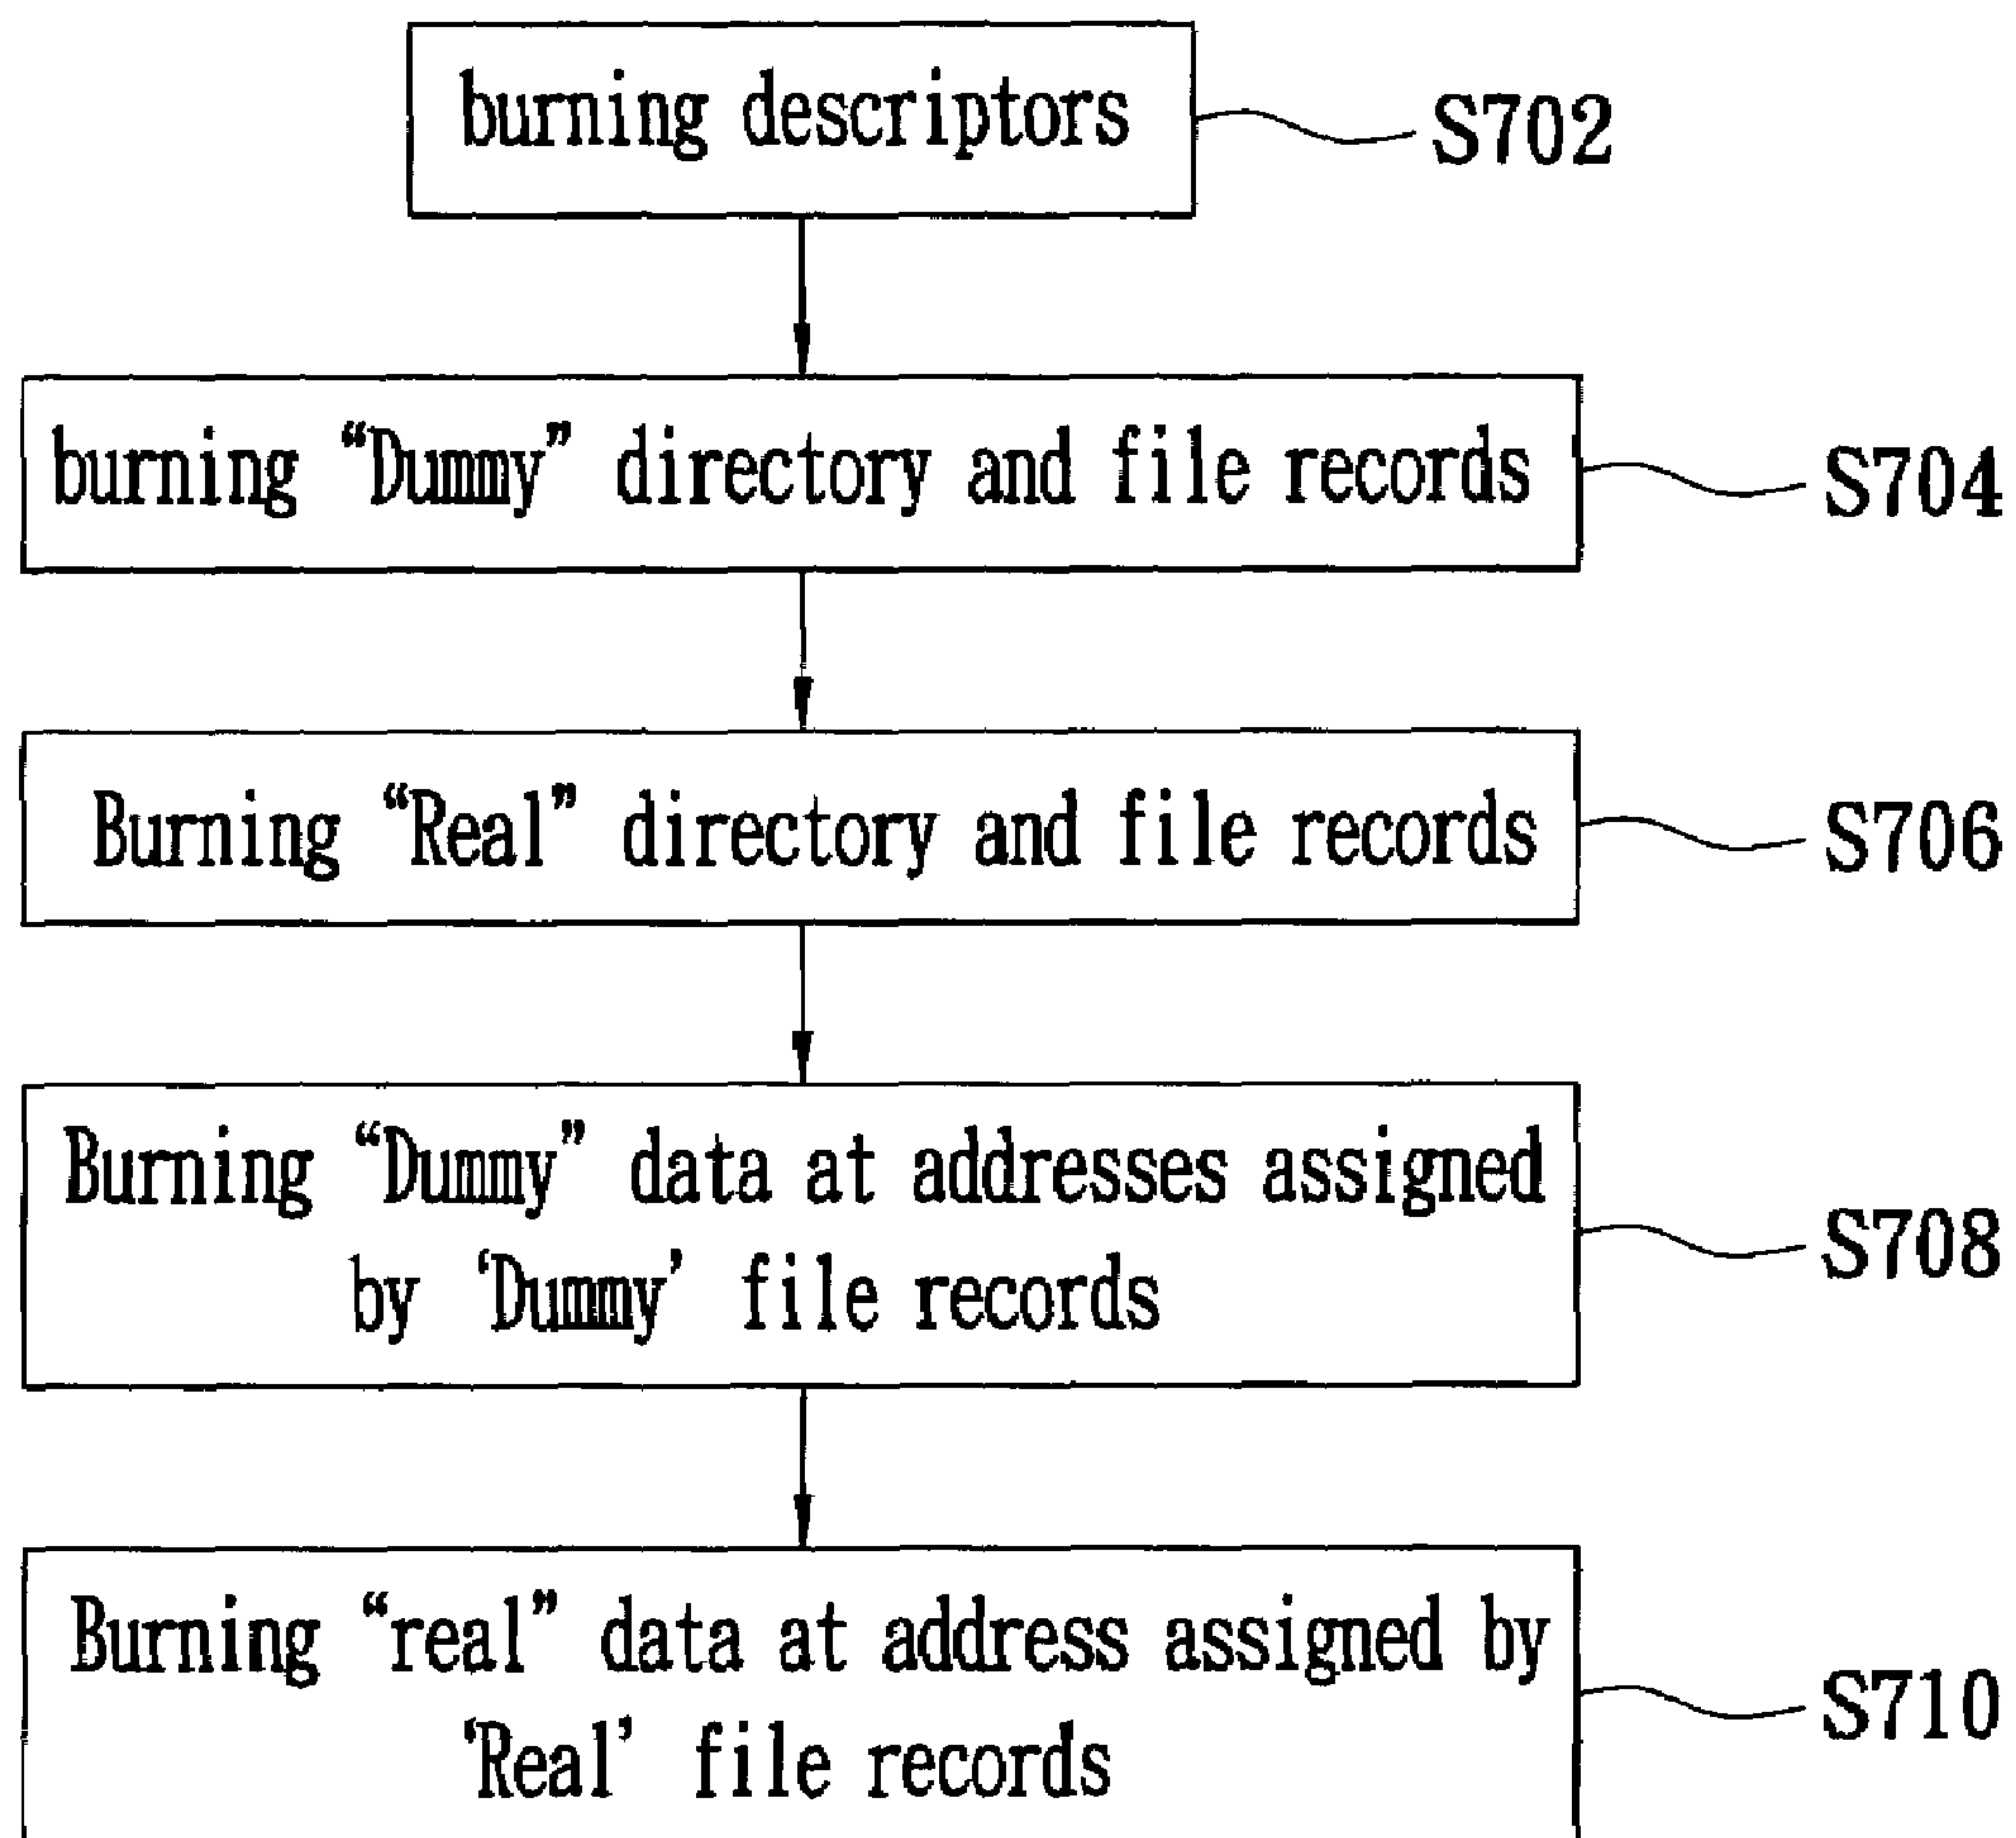 burning descriptors
S702
burning “Dummy” directory and file records
S704
Burning “Real” directory and file records
S706
Burning “Dummy” data at addresses assigned
by ‘Dummy’ file records
S708
Burning “real” data at address assigned by
‘Real’ file records
S710